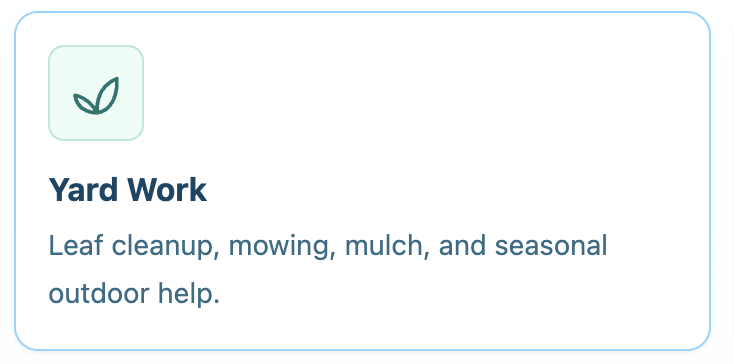 Yard Work
Leaf cleanup, mowing, mulch, and seasonal
outdoor help.